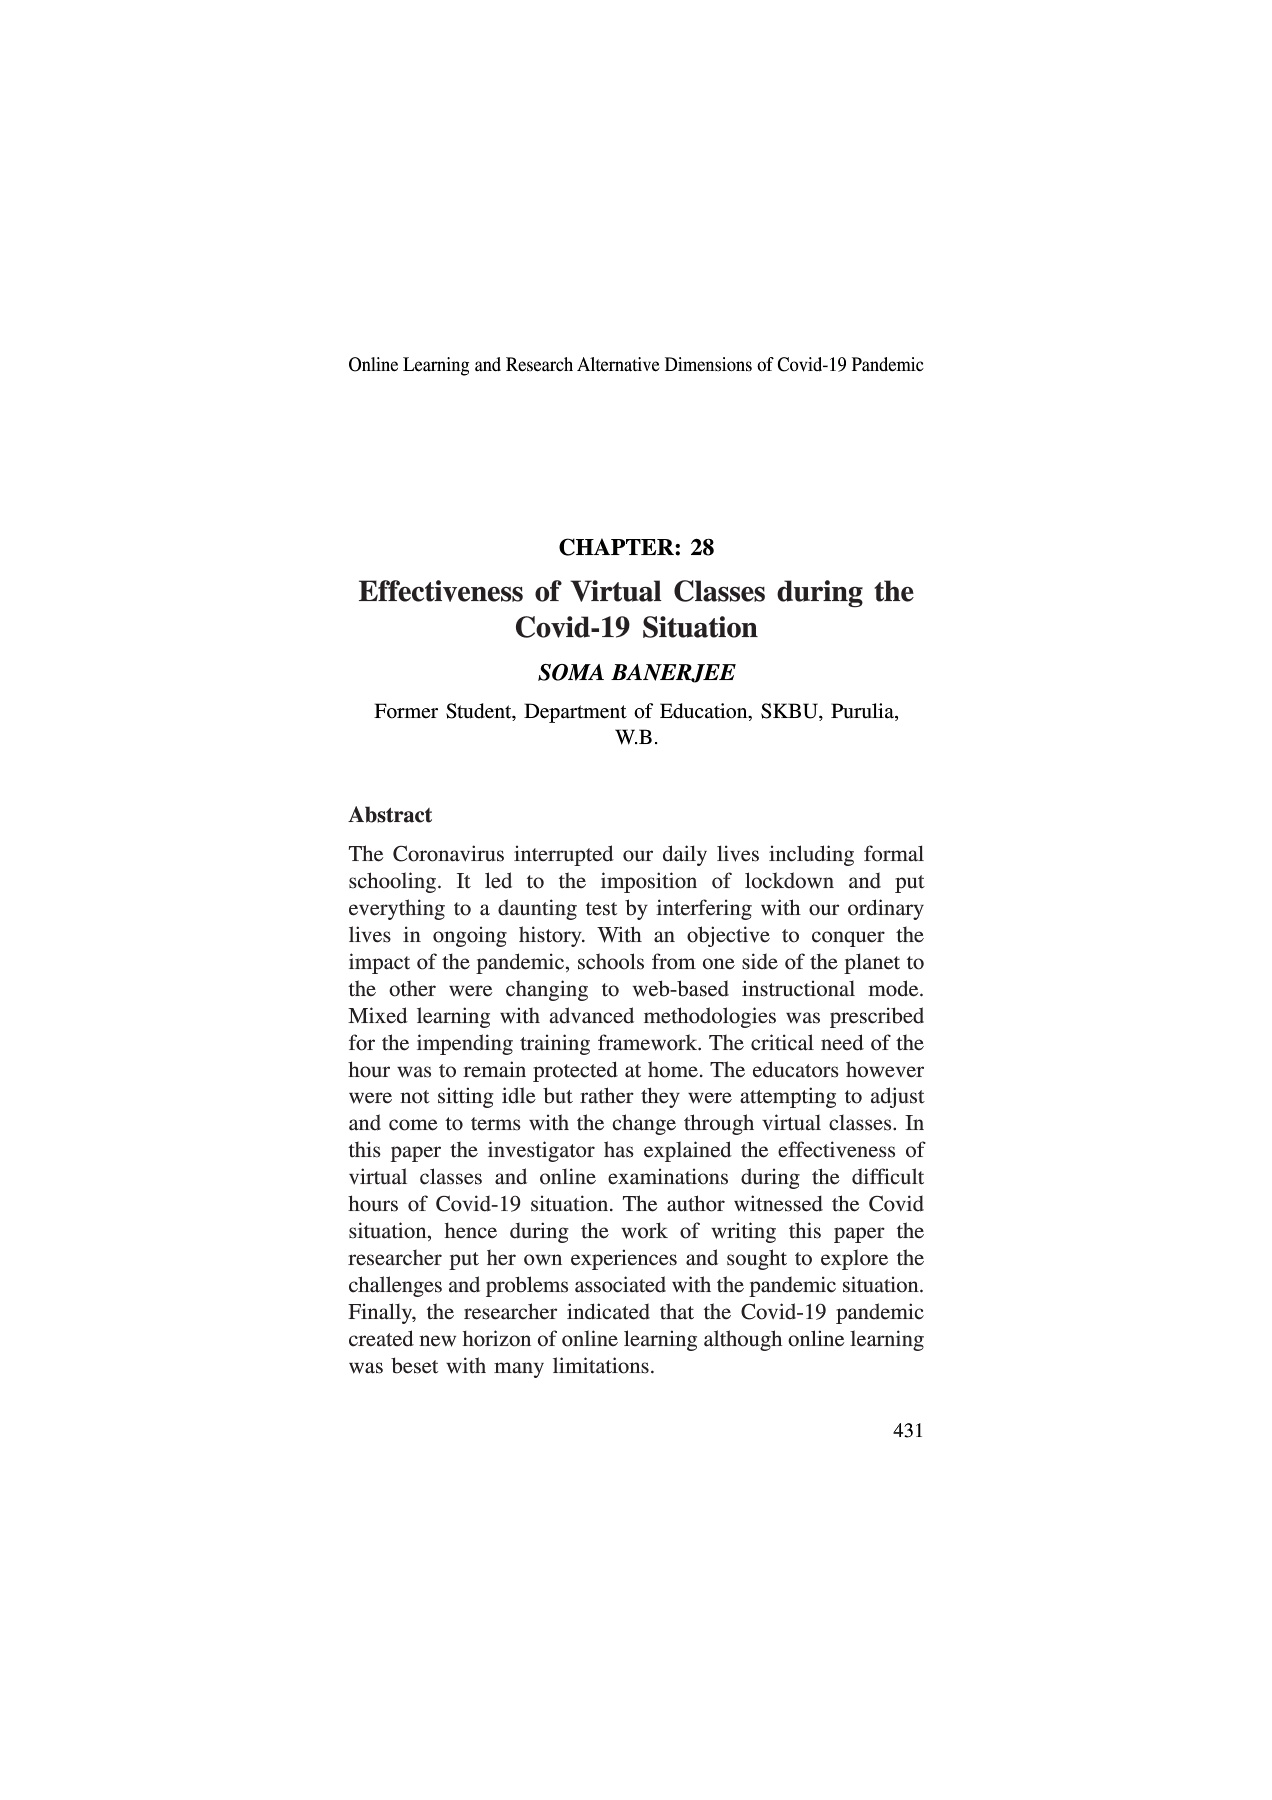 Online Learning and Research Alternative Dimensions of Covid-19 Pandemic
CHAPTER: 28
Effectiveness of Virtual Classes during the
Covid-19 Situation
SOMA BANERJEE
Former Student, Department of Education, SKBU, Purulia,
W.B.
Abstract
The Coronavirus interrupted our daily lives including formal
schooling. It led to the imposition of lockdown and put
everything to a daunting test by interfering with our ordinary
lives in ongoing history. With an objective to conquer the
impact of the pandemic, schools from one side of the planet to
the other were changing to web-based instructional mode.
Mixed learning with advanced methodologies was prescribed
for the impending training framework. The critical need of the
hour was to remain protected at home. The educators however
were not sitting idle but rather they were attempting to adjust
and come to terms with the change through virtual classes. In
this paper the investigator has explained the effectiveness of
virtual classes and online examinations during the difficult
hours of Covid-19 situation. The author witnessed the Covid
situation, hence during the work of writing this paper the
researcher put her own experiences and sought to explore the
challenges and problems associated with the pandemic situation.
Finally, the researcher indicated that the Covid-19 pandemic
created new horizon of online learning although online learning
was beset with many limitations.
431